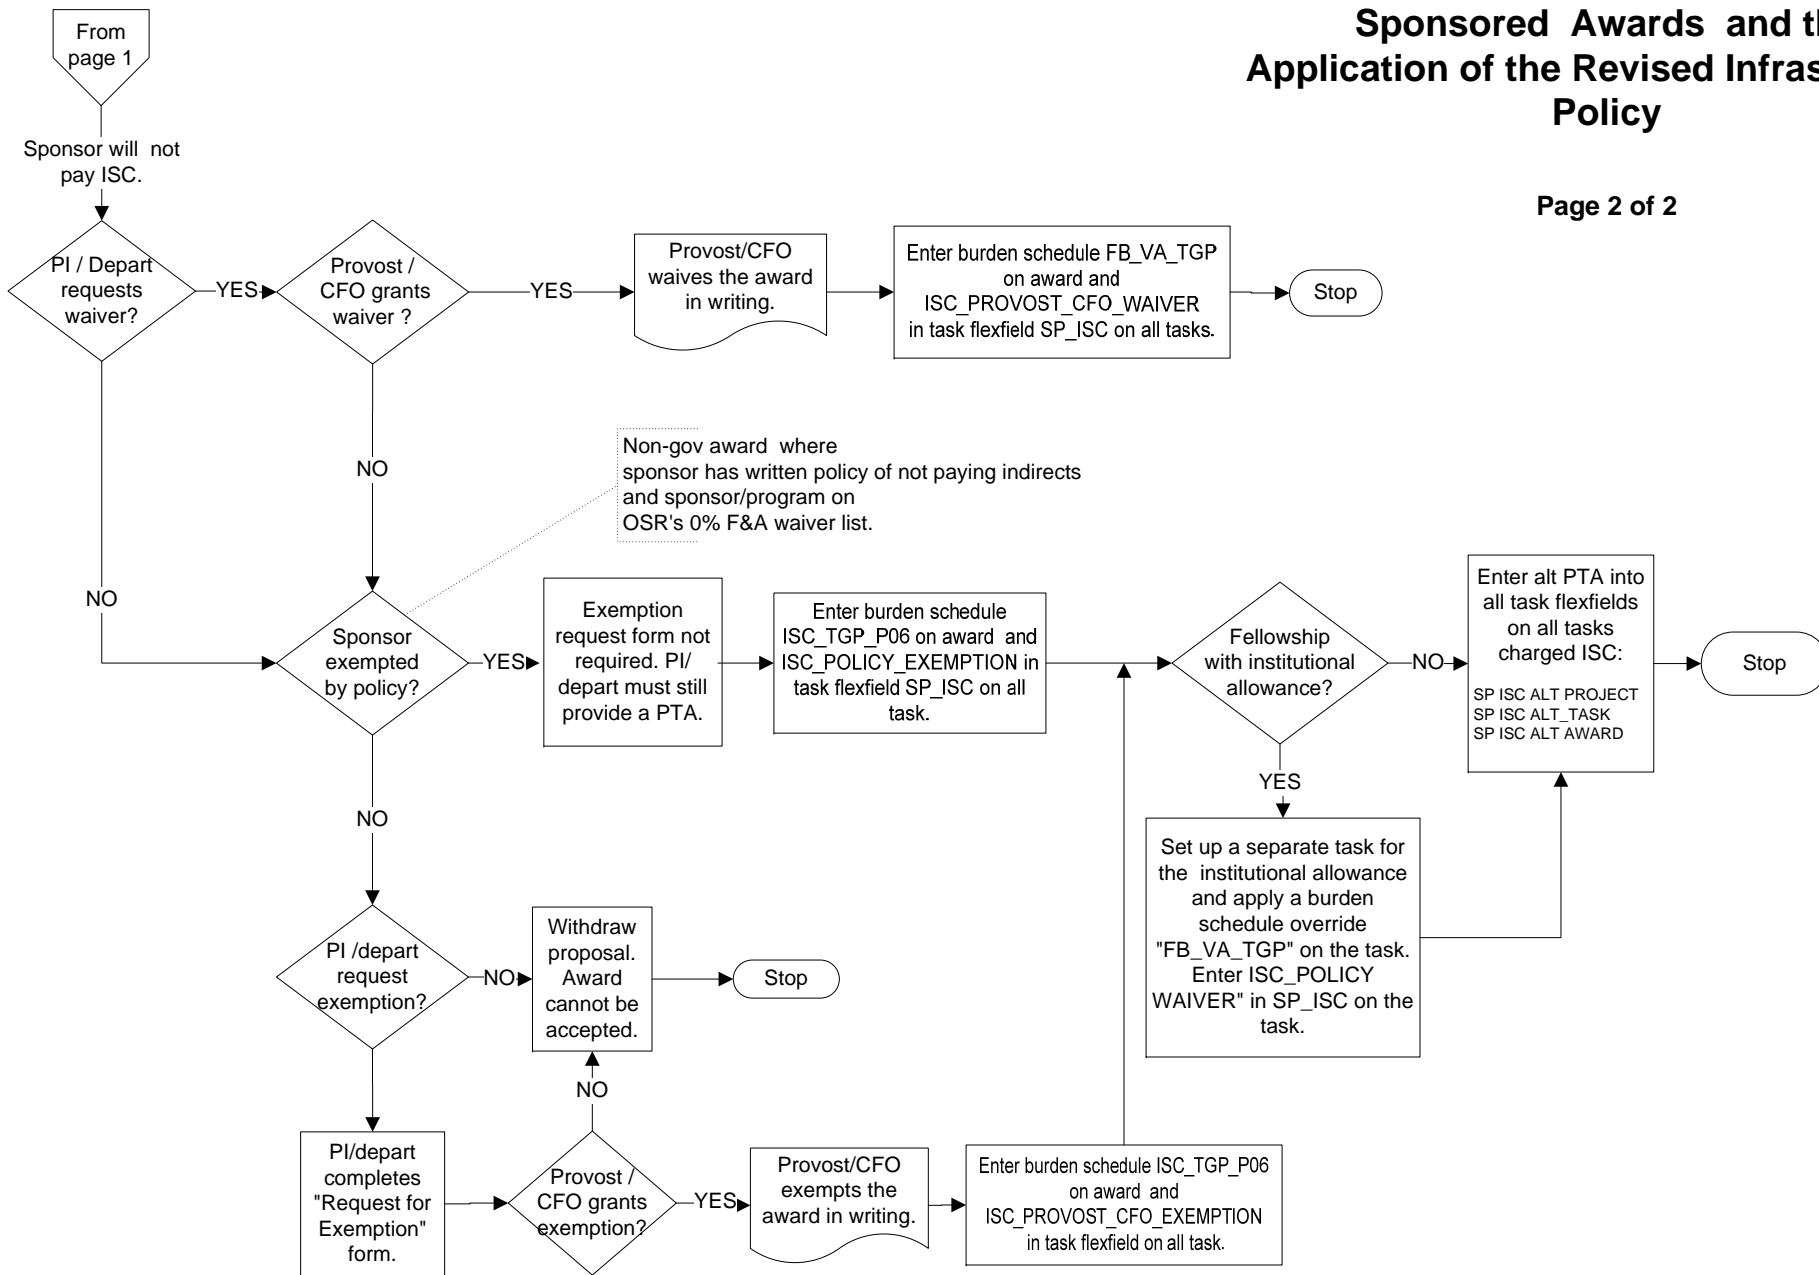 Sponsored Awards and t
Application of the Revised Infras
Policy
Page 2 of 2
From
page 1
Sponsor will not
pay ISC.
PI / Depart
requests
waiver?
YES
Provost /
CFO grants
waiver ?
YES
Provost/CFO
waives the award
in writing.
Enter burden schedule FB_VA_TGP
on award and
ISC_PROVOST_CFO_WAIVER
in task flexfield SP_ISC on all tasks.
Stop
NO
NO
Non-gov award where
sponsor has written policy of not paying indirects
and sponsor/program on
OSR's 0% F&A waiver list.
Sponsor
exempted
by policy?
YES
Exemption
request form not
required. PI/
depart must still
provide a PTA.
Enter burden schedule
ISC_TGP_P06 on award and
ISC_POLICY_EXEMPTION in
task flexfield SP_ISC on all
task.
Fellowship
with institutional
allowance?
NO
Enter alt PTA into
all task flexfields
on all tasks
charged ISC:
SP ISC ALT PROJECT
SP ISC ALT_TASK
SP ISC ALT AWARD
Stop
YES
Set up a separate task for
the institutional allowance
and apply a burden
schedule override
"FB_VA_TGP" on the task.
Enter ISC_POLICY
WAIVER" in SP_ISC on the
task.
NO
PI /depart
request
exemption?
NO
Withdraw
proposal.
Award
cannot be
accepted.
Stop
NO
PI/depart
completes
"Request for
Exemption"
form.
Provost /
CFO grants
exemption?
YES
Provost/CFO
exempts the
award in writing.
Enter burden schedule ISC_TGP_P06
on award and
ISC_PROVOST_CFO_EXEMPTION
in task flexfield on all task.